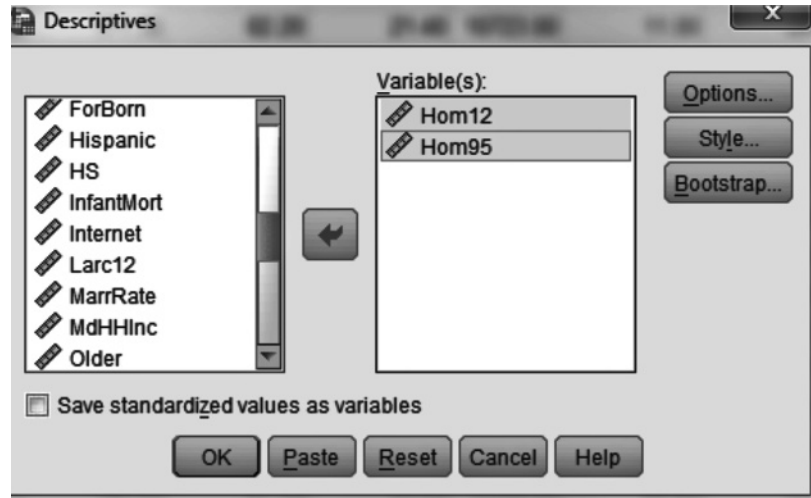 Descriptives
Variable(s):
ForBorn
Hispanic
HS
InfantMort
Internet
Larc12
MarrRate
MdHHInc
Older
Hom12
Hom95
Options...
Style...
Bootstrap...
Save standardized values as variables
OK Paste Reset Cancel Help